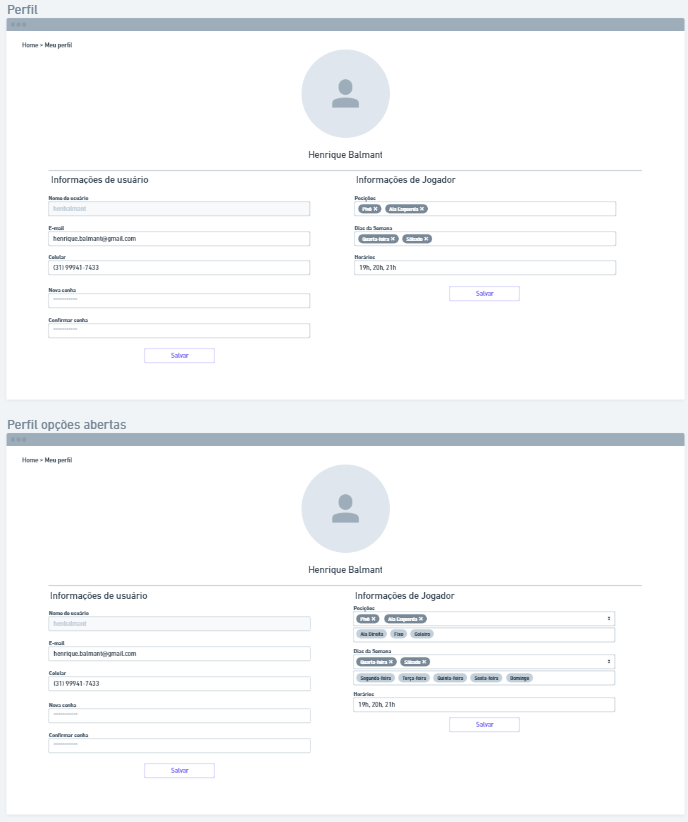 Perfil
Home > Meu perfil
Henrique Balmant
Informações de usuário
Informações de Jogador
Nome de usuário
henbalmant
Posições
Pivô × Ala Esquerda ×
E-mail
henrique.balmant@gmail.com
Dias da Semana
Quarta-feira × Sábado ×
Celular
(31) 99941-7433
Horários
19h, 20h, 21h
Nova senha
Salvar
Confirmar senha
Salvar
Perfil opções abertas
Home > Meu perfil
Henrique Balmant
Informações de usuário
Informações de Jogador
Nome de usuário
henbalmant
Posições
Pivô × Ala Esquerda ×
Ala Direita Fixo Goleiro
E-mail
henrique.balmant@gmail.com
Dias da Semana
Quarta-feira × Sábado ×
Segunda-feira Terça-feira Quinta-feira Sexta-feira Domingo
Celular
(31) 99941-7433
Horários
19h, 20h, 21h
Nova senha
Salvar
Confirmar senha
Salvar